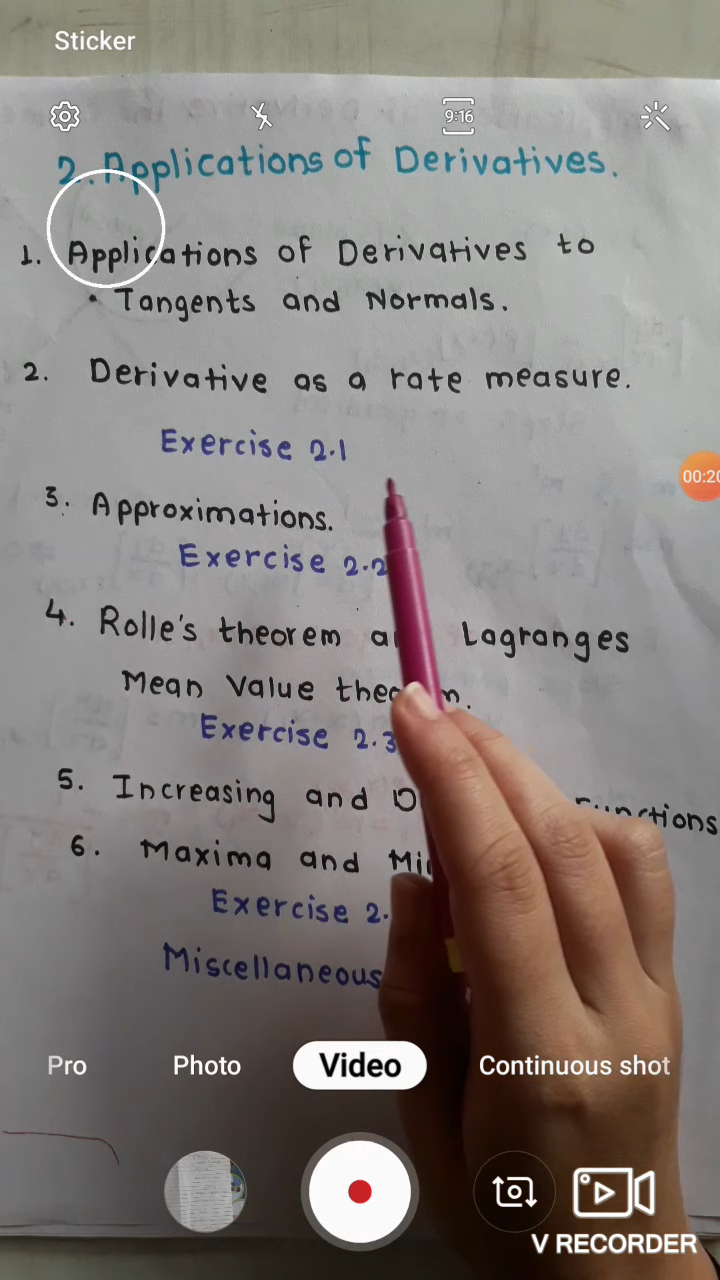 Sticker
9:16
2. Applications of Derivatives.
1. Applications of Derivatives to
• Tangents and Normals.
2. Derivative as a rate measure.
Exercise 2.1
00:20
3. Approximations.
Exercise 2.2
4. Rolle's theorem Lagranges
Mean Value
Exercise 2.3
5. Increasing and Functions
6. Maxima and
Exercise 2.
Miscellaneous
Pro Photo Video Continuous shot
V RECORDER